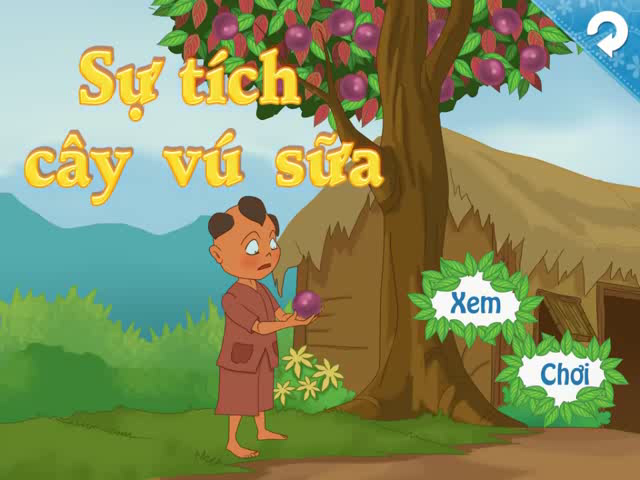 Sự tích
cây vú sữa
Xem
Chơi